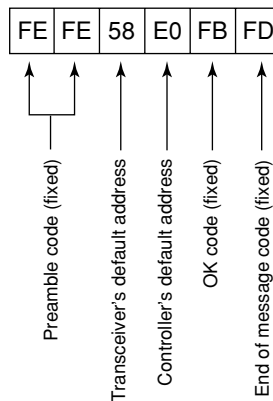 FE FE 58 E0 FB FD
Preamble code (fixed)
Transceiver's default address
Controller's default address
OK code (fixed)
End of message code (fixed)